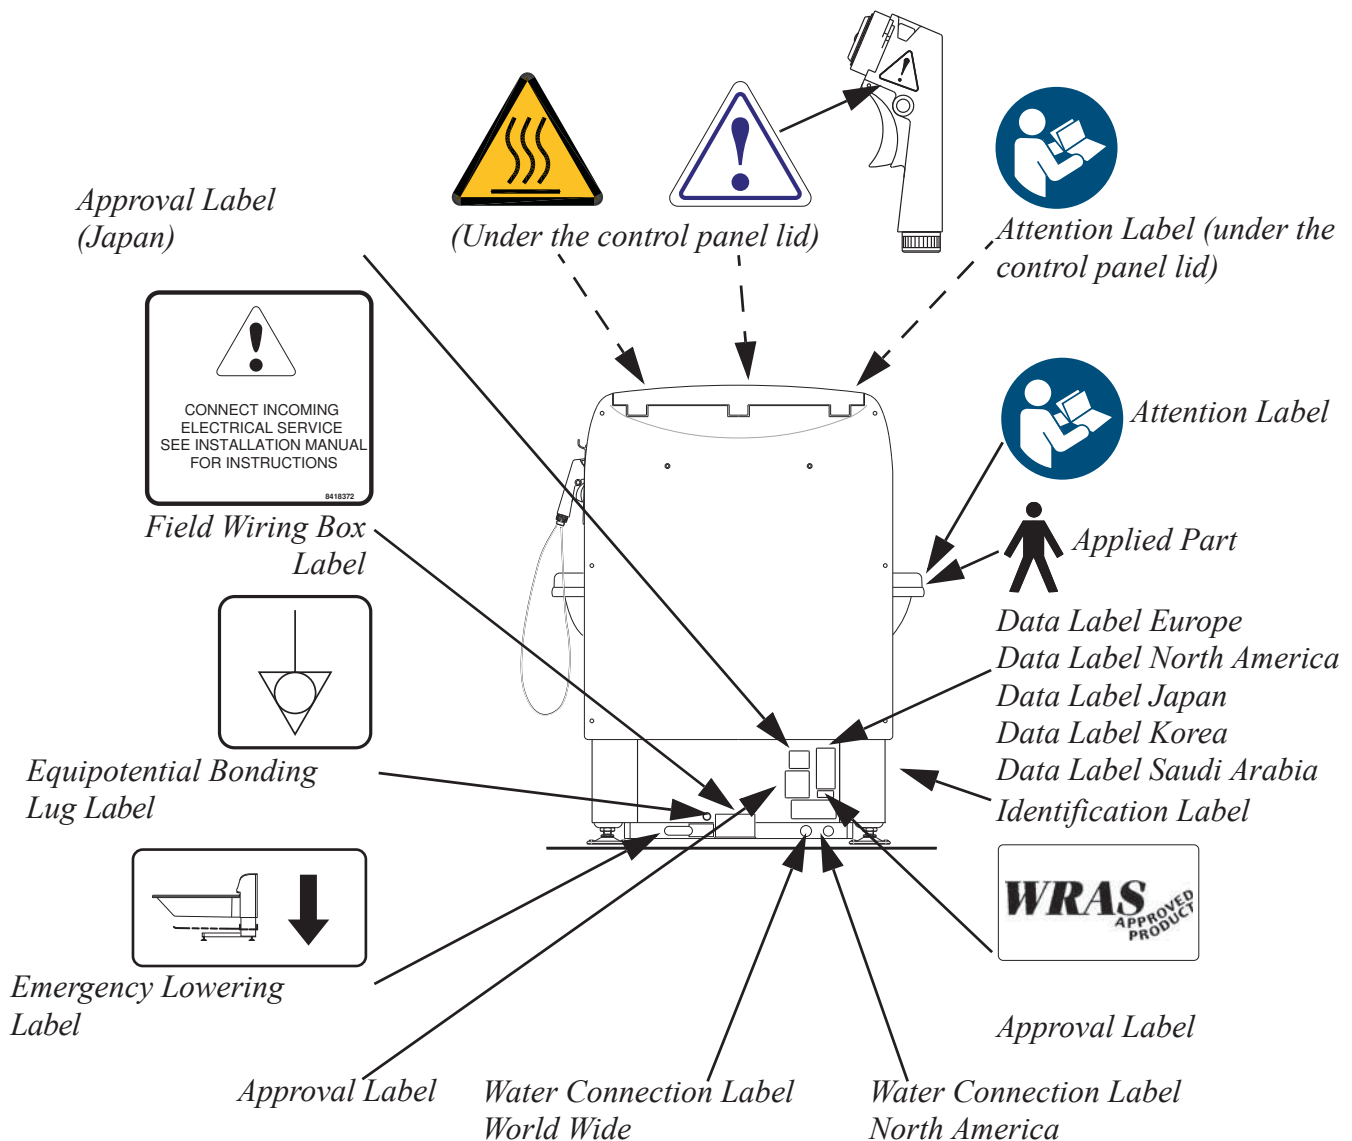 Approval Label
(Japan)
(Under the control panel lid)
Attention Label (under the
control panel lid)
CONNECT INCOMING
ELECTRICAL SERVICE
SEE INSTALLATION MANUAL
FOR INSTRUCTIONS
8418372
Field Wiring Box
Label
Attention Label
Applied Part
Data Label Europe
Data Label North America
Data Label Japan
Data Label Korea
Data Label Saudi Arabia
Identification Label
Equipotential Bonding
Lug Label
WRAS
APPROVED
PRODUCT
Emergency Lowering
Label
Approval Label
Approval Label
Water Connection Label
World Wide
Water Connection Label
North America